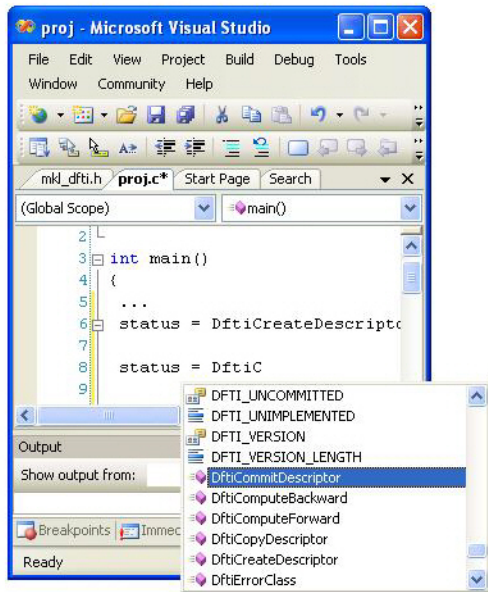 proj - Microsoft Visual Studio
File Edit View Project Build Debug Tools
Window Community Help
mkl_dfti.h proj.c* Start Page Search
(Global Scope) main()
2
3 int main()
4 {
5 ...
6 status = DftiCreateDescripto
7
8 status = DftiC
9
DFTI_UNCOMMITTED
DFTI_UNIMPLEMENTED
DFTI_VERSION
DFTI_VERSION_LENGTH
DftiCommitDescriptor
DftiComputeBackward
DftiComputeForward
DftiCopyDescriptor
DftiCreateDescriptor
DftiErrorClass
Output
Show output from:
Breakpoints Immec
Ready